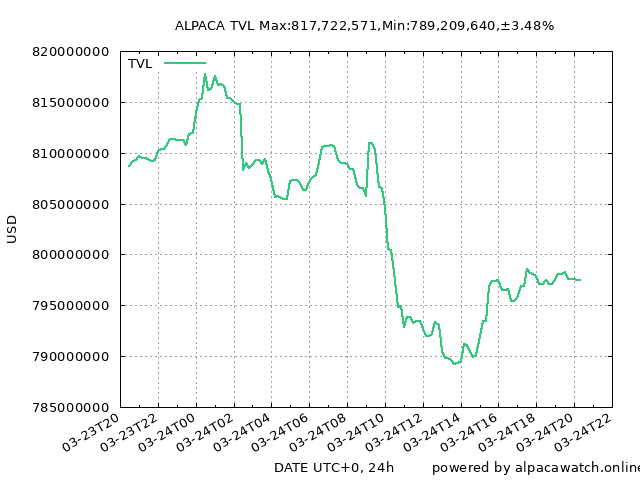 ALPACA TVL Max:817,722,571,Min:789,209,640,±3.48%
TVL
820000000
815000000
810000000
805000000
800000000
795000000
790000000
785000000
USD
03-23T20
03-23T22
03-24T00
03-24T02
03-24T04
03-24T06
03-24T08
03-24T10
03-24T12
03-24T14
03-24T16
03-24T18
03-24T20
03-24T22
DATE UTC+0, 24h
powered by alpacawatch.online